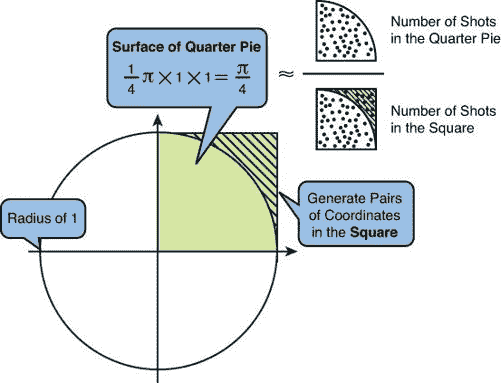 Surface of Quarter Pie
1/4 π × 1 × 1 = π/4
≈
Number of Shots
in the Quarter Pie
Number of Shots
in the Square
Radius of 1
Generate Pairs
of Coordinates
in the Square